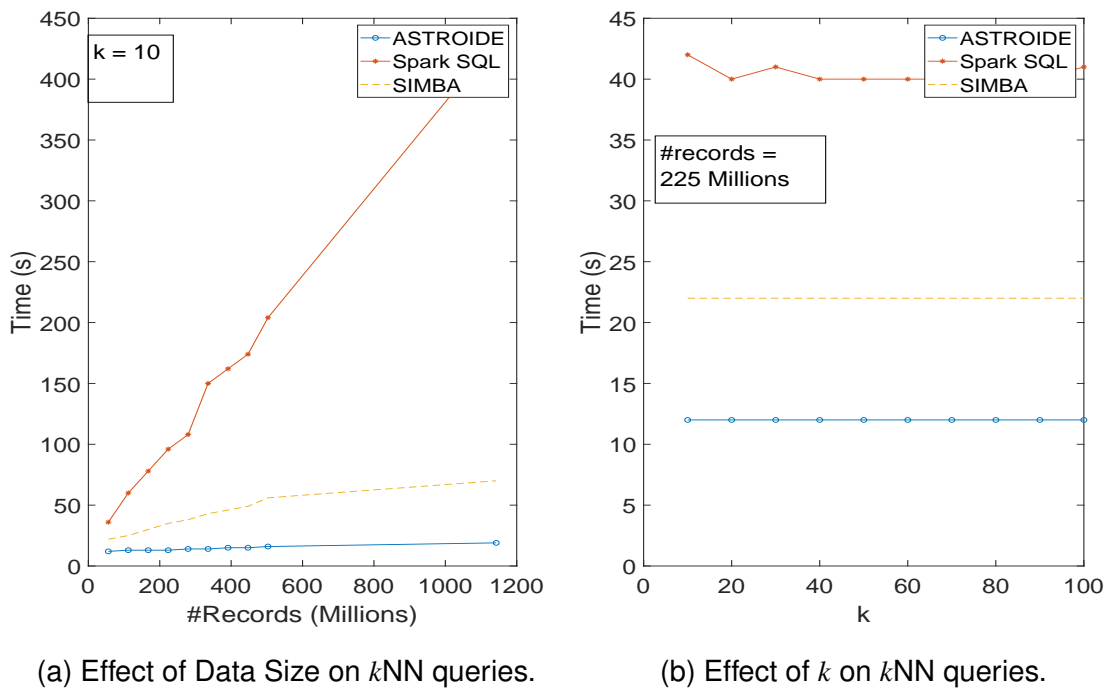 450
400
350
300
250
200
150
100
50
0
Time (s)
k = 10
ASTROIDE
Spark SQL
SIMBA
0 200 400 600 800 1000 1200
#Records (Millions)
(a) Effect of Data Size on kNN queries.
45
40
35
30
25
20
15
10
5
0
Time (s)
ASTROIDE
Spark SQL
SIMBA
#records =
225 Millions
0 20 40 60 80 100
k
(b) Effect of k on kNN queries.